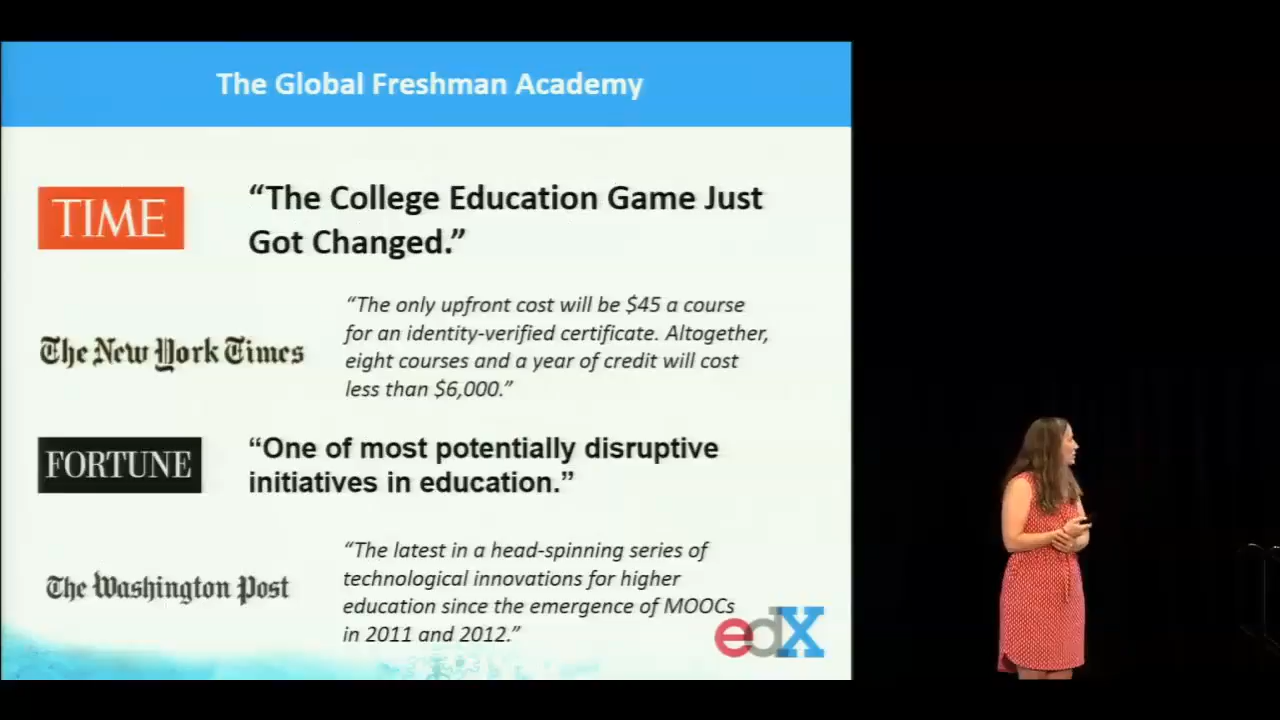 The Global Freshman Academy
TIME
“The College Education Game Just
Got Changed.”
The New York Times
“The only upfront cost will be $45 a course
for an identity-verified certificate. Altogether,
eight courses and a year of credit will cost
less than $6,000.”
FORTUNE
“One of most potentially disruptive
initiatives in education.”
The Washington Post
“The latest in a head-spinning series of
technological innovations for higher
education since the emergence of MOOCs
in 2011 and 2012.”
edX